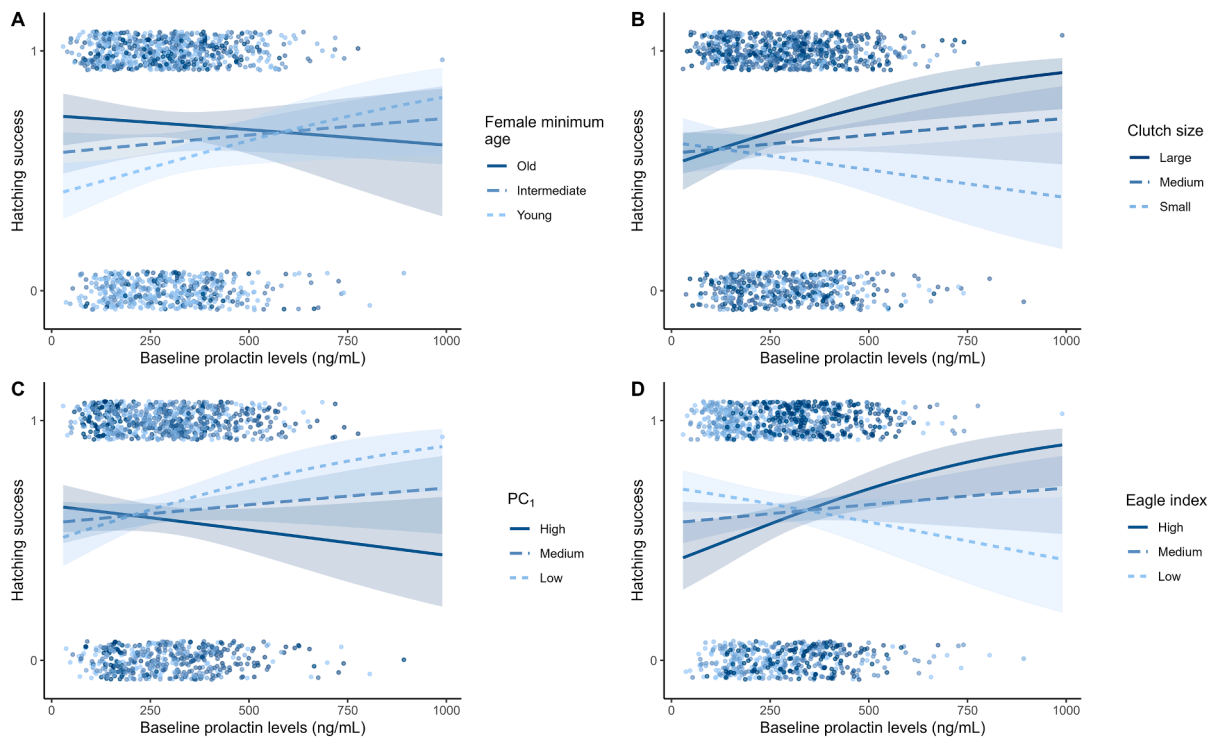 A
Hatching success
1
0
0
250
500
750
1000
Baseline prolactin levels (ng/mL)
Female minimum
age
Old
Intermediate
Young
B
Hatching success
1
0
0
250
500
750
1000
Baseline prolactin levels (ng/mL)
Clutch size
Large
Medium
Small
C
Hatching success
1
0
0
250
500
750
1000
Baseline prolactin levels (ng/mL)
PC₁
High
Medium
Low
D
Hatching success
1
0
0
250
500
750
1000
Baseline prolactin levels (ng/mL)
Eagle index
High
Medium
Low